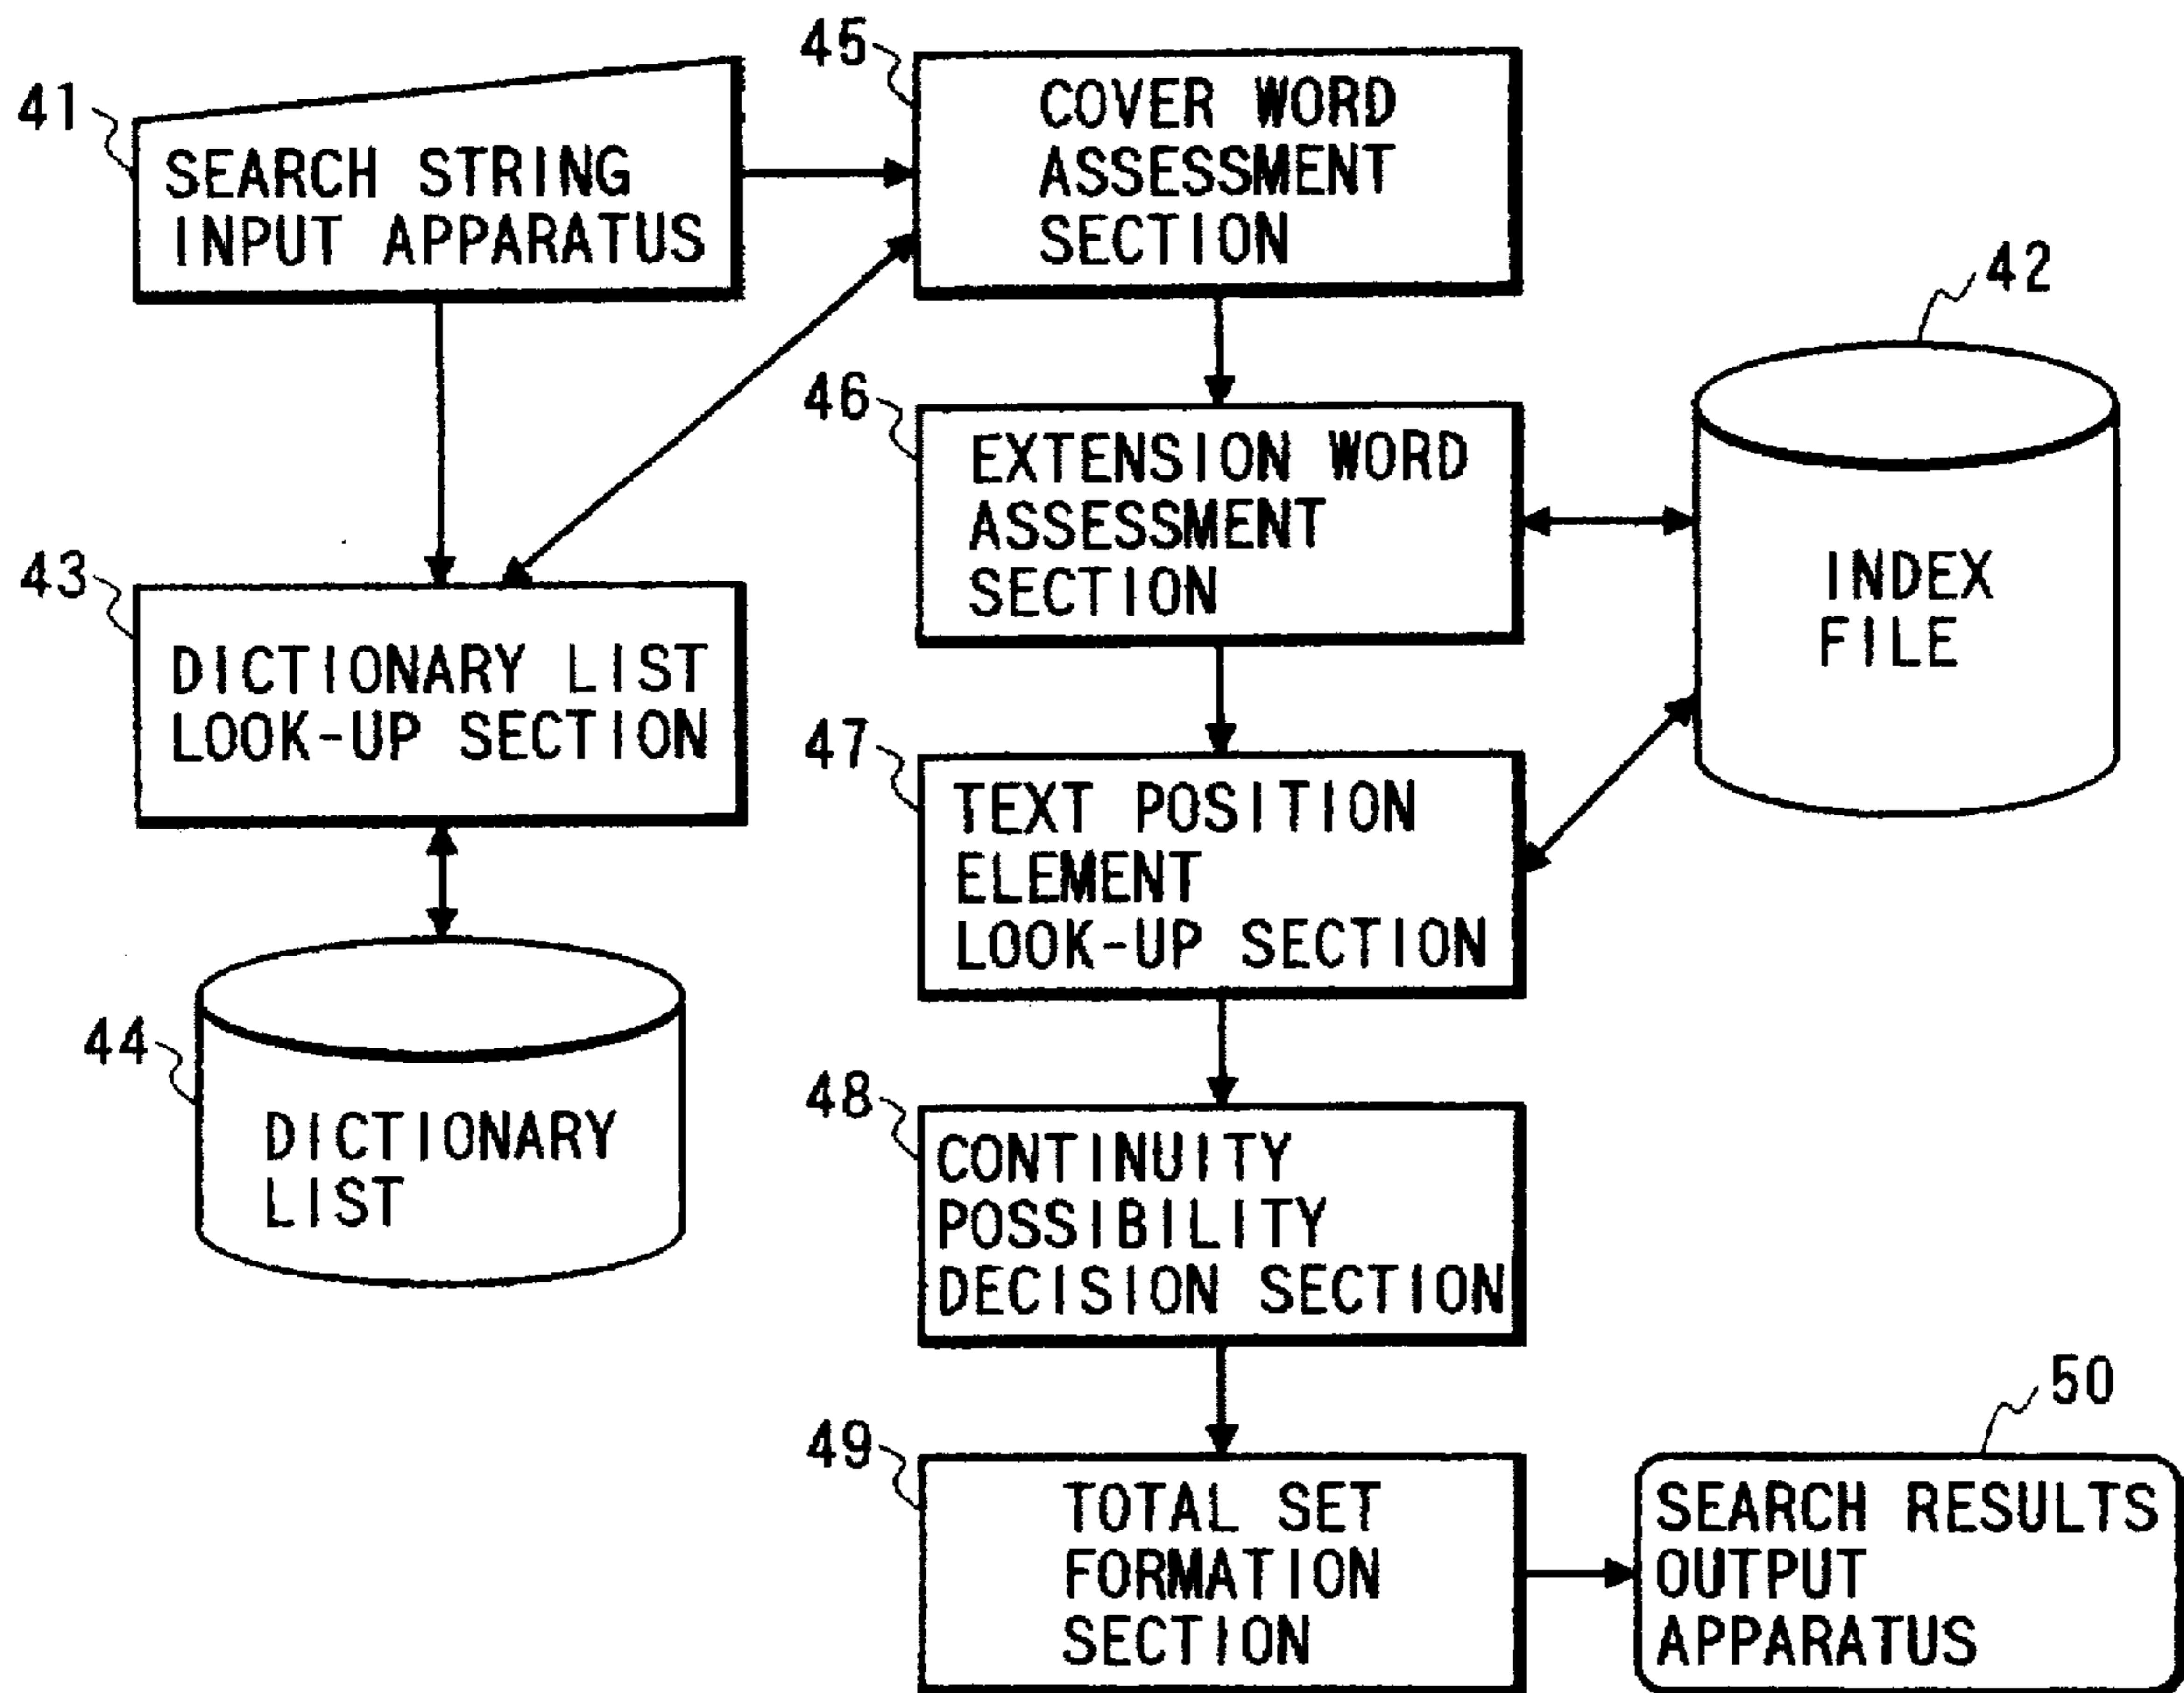 41
SEARCH STRING
INPUT APPARATUS
45
COVER WORD
ASSESSMENT
SECTION
42
INDEX
FILE
46
EXTENSION WORD
ASSESSMENT
SECTION
43
DICTIONARY LIST
LOOK-UP SECTION
47
TEXT POSITION
ELEMENT
LOOK-UP SECTION
44
DICTIONARY
LIST
48
CONTINUITY
POSSIBILITY
DECISION SECTION
49
TOTAL SET
FORMATION
SECTION
50
SEARCH RESULTS
OUTPUT
APPARATUS